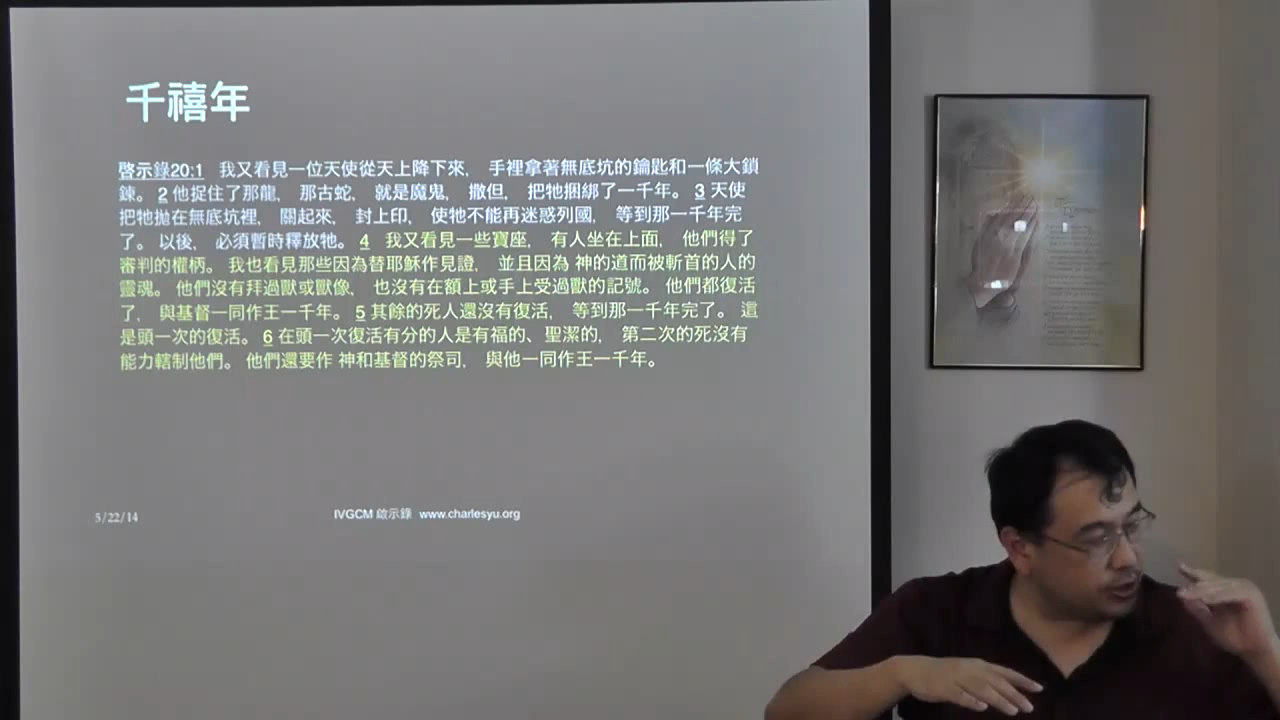 千禧年
啓示錄20:1 我又看見一位天使從天上降下來, 手裡拿著無底坑的鑰匙和一條大鎖
鍊。 2 他捉住了那龍, 那古蛇, 就是魔鬼, 撒但, 把牠捆綁了一千年。 3 天使
把牠拋在無底坑裡, 關起來, 封上印, 使牠不能再迷惑列國, 等到那一千年完
了。 以後, 必須暫時釋放牠。 4 我又看見一些寶座, 有人坐在上面, 他們得了
審判的權柄。 我也看見那些因為替耶穌作見證, 並且因為 神的道而被斬首的人的
靈魂。 他們沒有拜過獸或獸像, 也沒有在額上或手上受過獸的記號。 他們都復活
了, 與基督一同作王一千年。 5 其餘的死人還沒有復活, 等到那一千年完了。 這
是頭一次的復活。 6 在頭一次復活有分的人是有福的、聖潔的, 第二次的死沒有
能力轄制他們。 他們還要作 神和基督的祭司, 與他一同作王一千年。
5/22/14
IVGCM 啟示錄 www.charlesyu.org